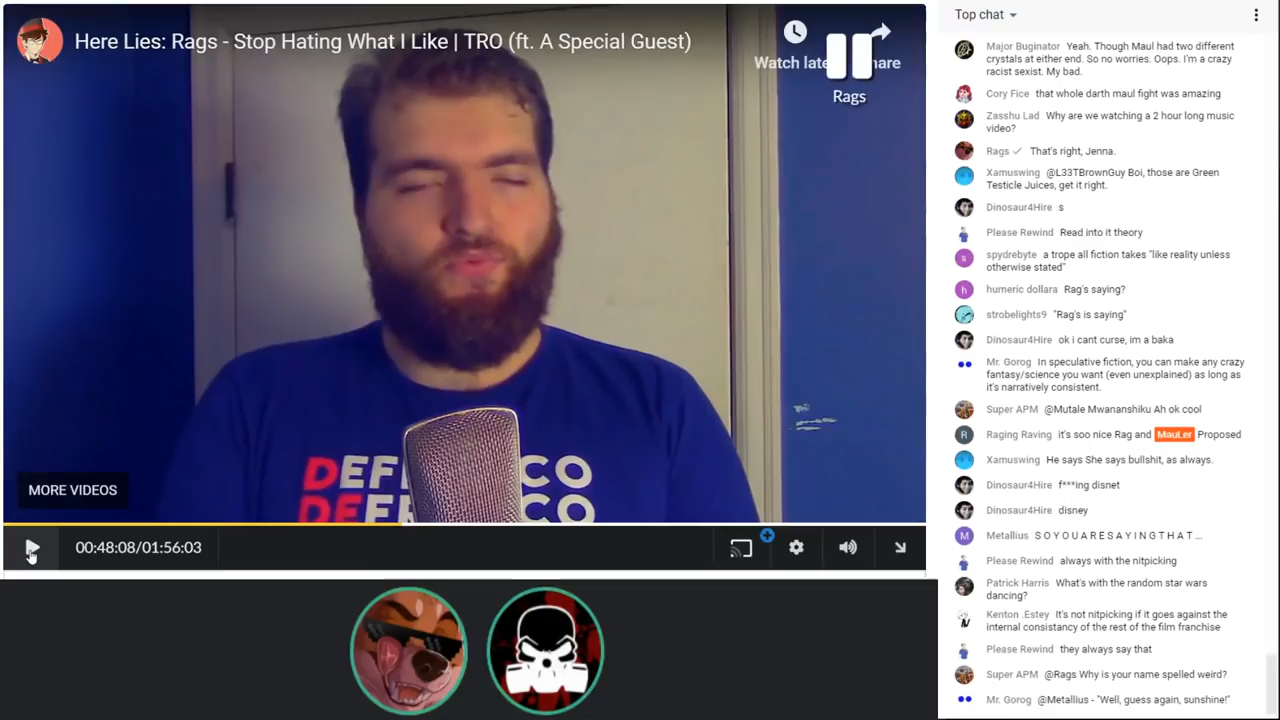 Here Lies: Rags - Stop Hating What I Like | TRO (ft. A Special Guest)
Watch late
hare
Rags
DEF CO
DEF CO
MORE VIDEOS
00:48:08/01:56:03
Top chat
Major Buginator Yeah. Though Maul had two different
crystals at either end. So no worries. Oops. I'm a crazy
racist sexist. My bad.
Cory Fice that whole darth maul fight was amazing
Zasshu Lad Why are we watching a 2 hour long music
video?
Rags That's right, Jenna.
Xamuswing @L33TBrownGuy Boi, those are Green
Testicle Juices, get it right.
Dinosaur4Hire s
Please Rewind Read into it theory
s
spydrebyte a trope all fiction takes "like reality unless
otherwise stated"
h
humeric dollara Rag's saying?
strobelights9 "Rag's is saying"
Dinosaur4Hire ok i cant curse, im a baka
Mr. Gorog In speculative fiction, you can make any crazy
fantasy/science you want (even unexplained) as long as
it's narratively consistent.
Super APM @Mutale Mwananshiku Ah ok cool
R
Raging Raving it's soo nice Rag and MauLer Proposed
Xamuswing He says She says bullshit, as always.
Dinosaur4Hire f***ing disnet
Dinosaur4Hire disney
M
Metallius S O Y O U A R E S A Y I N G T H A T ...
Please Rewind always with the nitpicking
Patrick Harris What's with the random star wars
dancing?
Kenton .Estey It's not nitpicking if it goes against the
internal consistancy of the rest of the film franchise
Please Rewind they always say that
Super APM @Rags Why is your name spelled weird?
Mr. Gorog @Metallius - "Well, guess again, sunshine!"